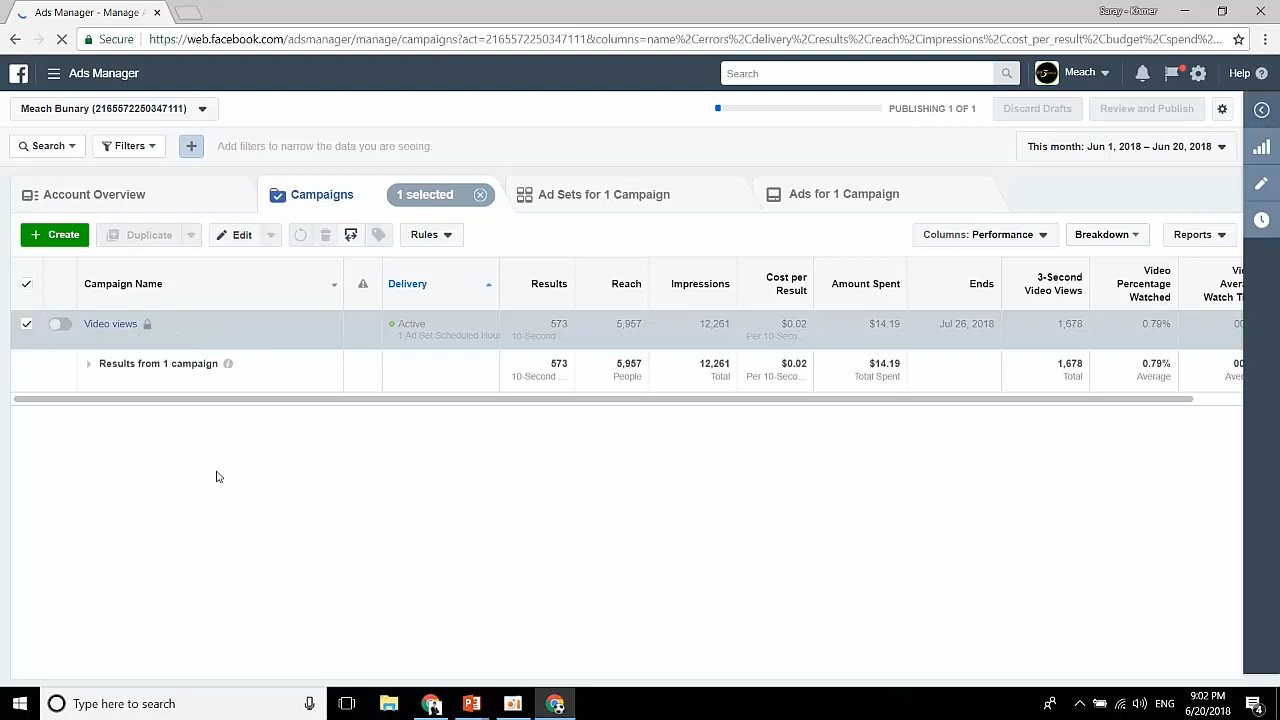 Ads Manager - Manage A
Saray - Khmer
Secure
https://web.facebook.com/adsmanager/manage/campaigns?act=2165572250347111&columns=name%2Cerrors%2Cdelivery%2Cresults%2Creach%2Cimpressions%2Ccost_per_result%2Cbudget%2Cspend%2C...
Ads Manager
Search
Meach
Help
Meach Bunary (2165572250347111)
PUBLISHING 1 OF 1
Discard Drafts
Review and Publish
Search
Filters
+
Add filters to narrow the data you are seeing.
This month: Jun 1, 2018 – Jun 20, 2018
Account Overview
Campaigns
1 selected
Ad Sets for 1 Campaign
Ads for 1 Campaign
+ Create
Duplicate
Edit
Rules
Columns: Performance
Breakdown
Reports
Campaign Name
Delivery
Results
Reach
Impressions
Cost per
Result
Amount Spent
Ends
3-Second
Video Views
Video
Percentage
Watched
Vi
Avera
Watch T
Video views
Active
1 Ad Set Scheduled Hour
573
10-Second ...
5,957
12,261
$0.02
Per 10-Seco...
$14.19
Jul 26, 2018
1,678
0.79%
00
Results from 1 campaign
573
10-Second ...
5,957
People
12,261
Total
$0.02
Per 10-Seco...
$14.19
Total Spent
1,678
Total
0.79%
Average
00
Aver
Type here to search
ENG
9:02 PM
6/20/2018